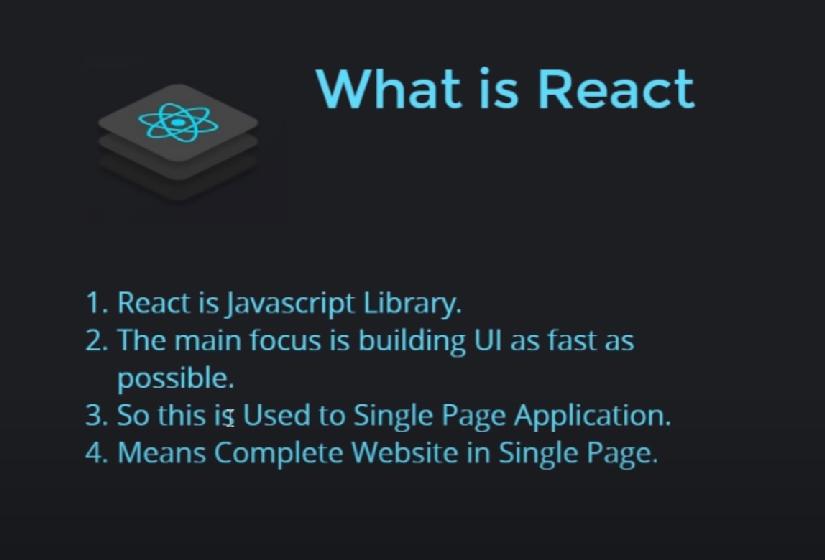 What is React
1. React is Javascript Library.
2. The main focus is building UI as fast as
possible.
3. So this is Used to Single Page Application.
4. Means Complete Website in Single Page.